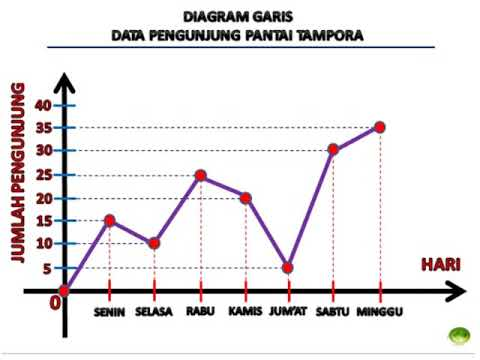 DIAGRAM GARIS
DATA PENGUNJUNG PANTAI TAMPORA
JUMLAH PENGUNJUNG
40
35
30
25
20
15
10
5
0
HARI
SENIN SELASA RABU KAMIS JUM'AT SABTU MINGGU